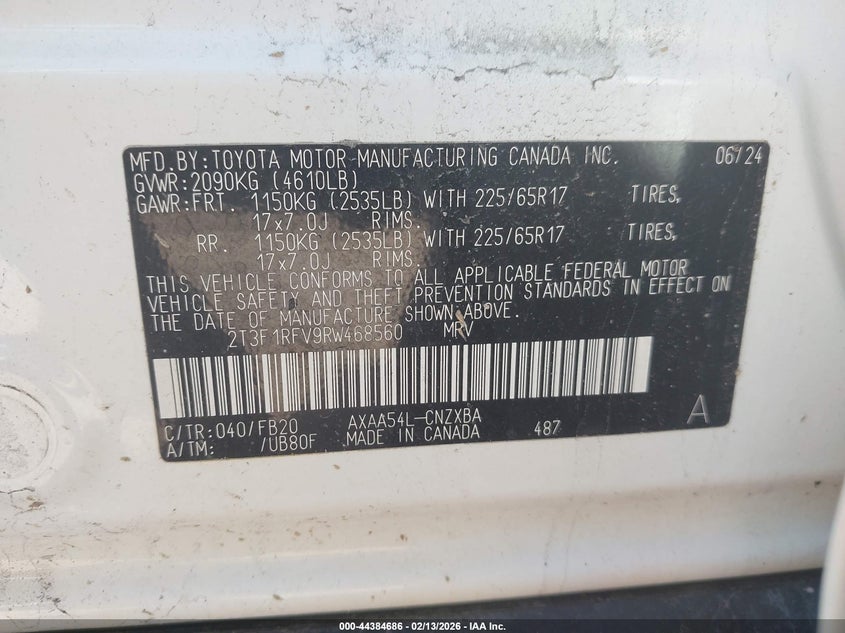 MFD.BY:TOYOTA MOTOR MANUFACTURING CANADA INC. 06/24
GVWR:2090KG (4610LB)
GAWR:FRT. 1150KG (2535LB) WITH 225/65R17 TIRES,
17x7.0J RIMS.
RR. 1150KG (2535LB) WITH 225/65R17 TIRES,
17x7.0J RIMS.
THIS VEHICLE CONFORMS TO ALL APPLICABLE FEDERAL MOTOR
VEHICLE SAFETY AND THEFT PREVENTION STANDARDS IN EFFECT ON
THE DATE OF MANUFACTURE SHOWN ABOVE.
2T3F1RFV9RW468560 MRV
C/TR:040/FB20 AXAA54L-CNZXBA A
A/TM: /UB80F MADE IN CANADA 487
000-44384686 - 02/13/2026 - IAA Inc.